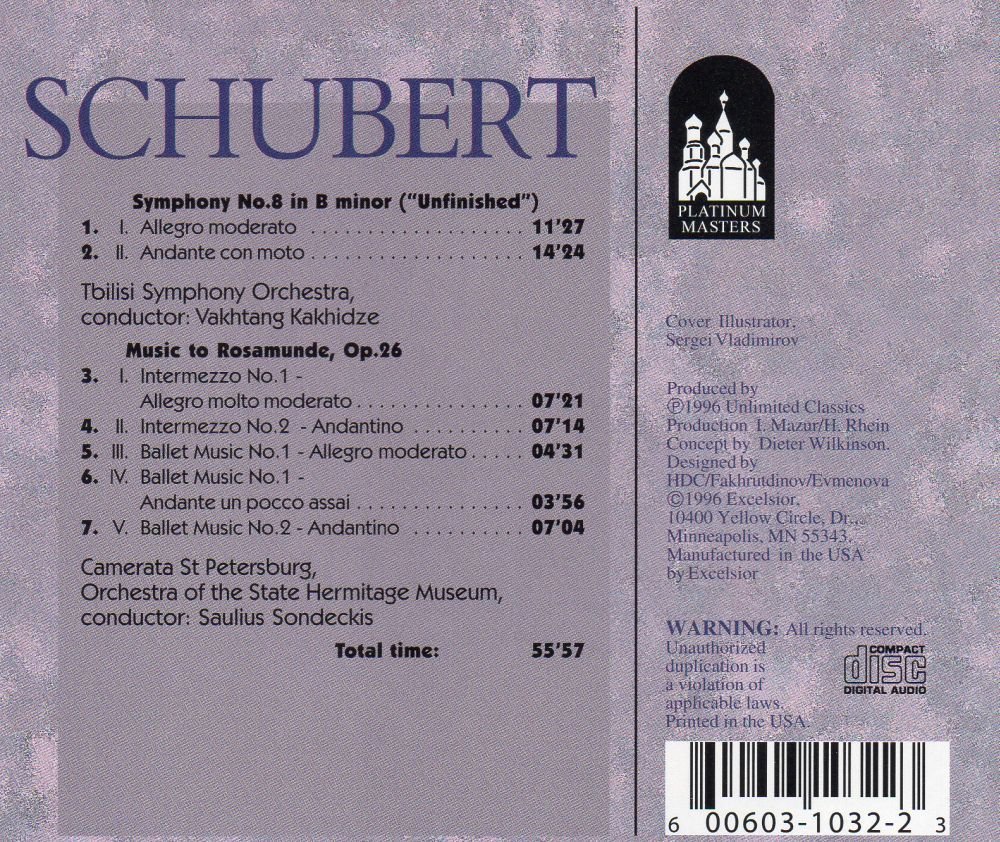 SCHUBERT
Symphony No.8 in B minor ("Unfinished")
1. I. Allegro moderato . . . . . . . . . . . . . . . . . . . 11'27
2. II. Andante con moto . . . . . . . . . . . . . . . . . . . 14'24
Tbilisi Symphony Orchestra,
conductor: Vakhtang Kakhidze
Music to Rosamunde, Op.26
3. I. Intermezzo No.1 -
Allegro molto moderato . . . . . . . . . . . . . . . 07'21
4. II. Intermezzo No.2 - Andantino . . . . . . . . . . 07'14
5. III. Ballet Music No.1 - Allegro moderato . . . . . 04'31
6. IV. Ballet Music No.1 -
Andante un pocco assai . . . . . . . . . . . . . . . 03'56
7. V. Ballet Music No.2 - Andantino . . . . . . . . . . 07'04
Camerata St Petersburg,
Orchestra of the State Hermitage Museum,
conductor: Saulius Sondeckis
Total time: 55'57
PLATINUM
MASTERS
Cover Illustrator,
Sergei Vladimirov
Produced by
℗1996 Unlimited Classics
Production I. Mazur/H. Rhein
Concept by Dieter Wilkinson.
Designed by
HDC/Fakhrutdinov/Evmenova
©1996 Excelsior,
10400 Yellow Circle, Dr.,
Minneapolis, MN 55343.
Manufactured in the USA
by Excelsior
WARNING: All rights reserved.
Unauthorized
duplication is
a violation of
applicable laws.
Printed in the USA.
COMPACT
disc
DIGITAL AUDIO
6 00603-1032-2 3